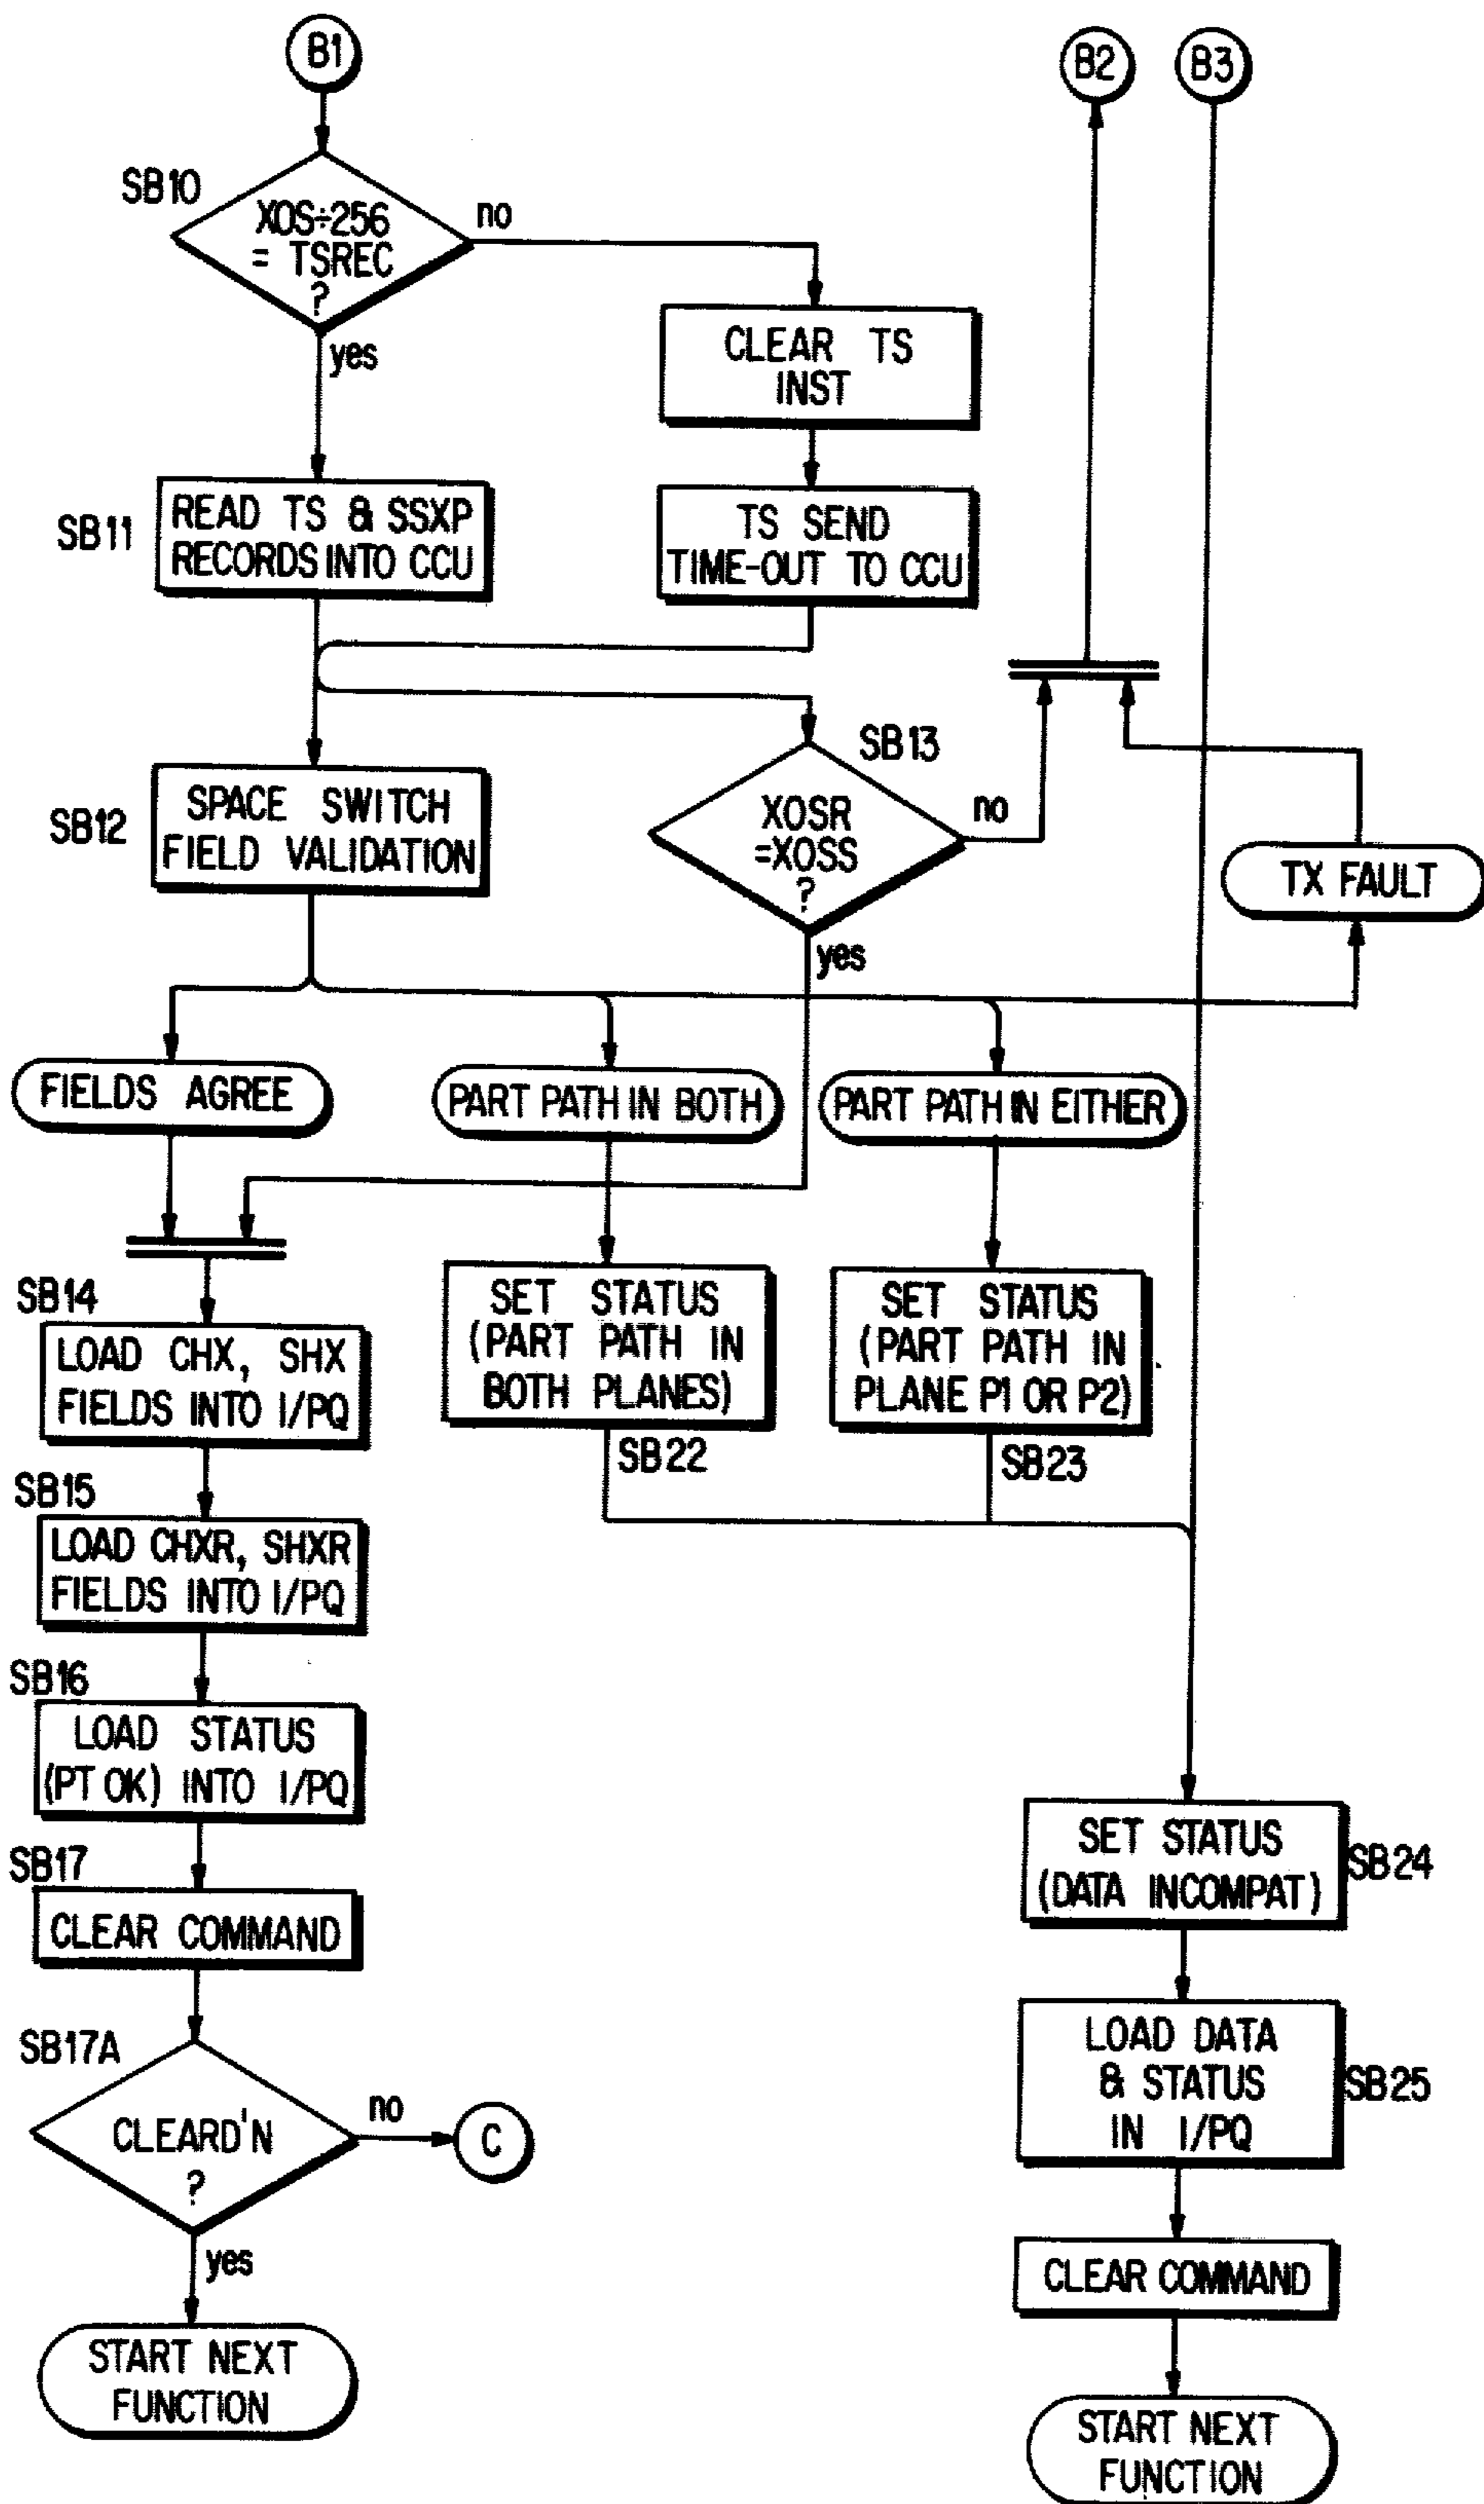 B1
B2
B3
SB10
XOS÷256
= TSREC
?
no
yes
CLEAR TS
INST
SB11
READ TS & SSXP
RECORDS INTO CCU
TS SEND
TIME-OUT TO CCU
SB12
SPACE SWITCH
FIELD VALIDATION
SB13
XOSR
=XOSS
?
no
yes
TX FAULT
FIELDS AGREE
PART PATH IN BOTH
PART PATH IN EITHER
SB14
LOAD CHX, SHX
FIELDS INTO I/PQ
SET STATUS
(PART PATH IN
BOTH PLANES)
SB22
SET STATUS
(PART PATH IN
PLANE P1 OR P2)
SB23
SB15
LOAD CHXR, SHXR
FIELDS INTO I/PQ
SB16
LOAD STATUS
(PT OK) INTO I/PQ
SB17
CLEAR COMMAND
SB17A
CLEARD'N
?
no
C
yes
START NEXT
FUNCTION
SET STATUS
(DATA INCOMPAT)
SB24
LOAD DATA
& STATUS
IN I/PQ
SB25
CLEAR COMMAND
START NEXT
FUNCTION